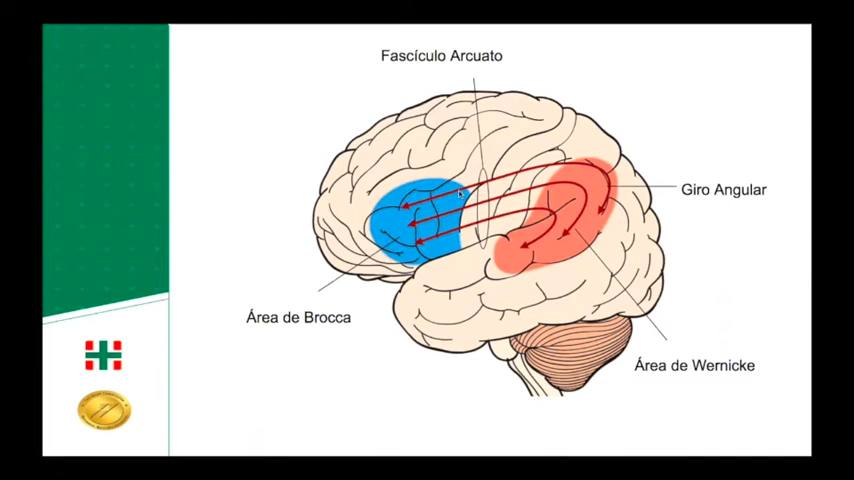 Fascículo Arcuato
Giro Angular
Área de Brocca
Área de Wernicke